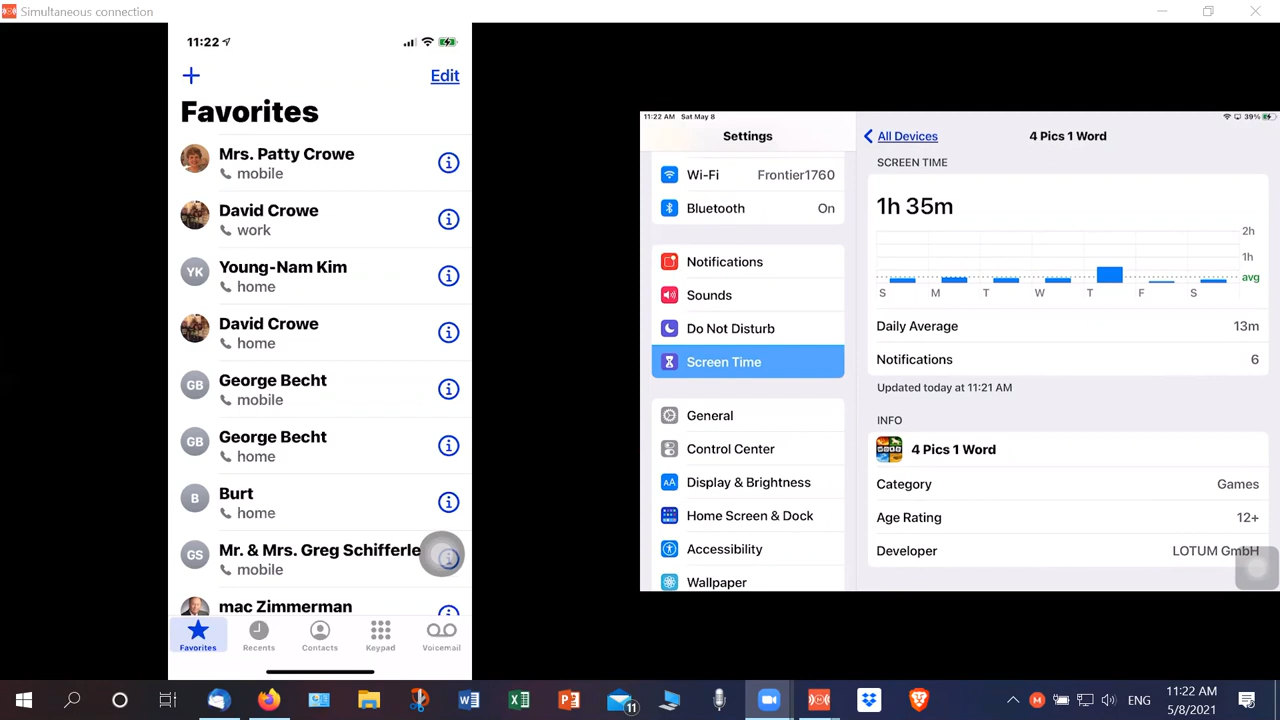 Simultaneous connection
11:22
Edit
Favorites
Mrs. Patty Crowe
mobile
David Crowe
work
YK
Young-Nam Kim
home
David Crowe
home
GB
George Becht
mobile
GB
George Becht
home
B
Burt
home
GS
Mr. & Mrs. Greg Schifferle
mobile
mac Zimmerman
Favorites
Recents
Contacts
Keypad
Voicemail
11:22 AM Sat May 8
39%
Settings
Wi-Fi Frontier1760
Bluetooth On
Notifications
Sounds
Do Not Disturb
Screen Time
General
Control Center
AA Display & Brightness
Home Screen & Dock
Accessibility
Wallpaper
All Devices
4 Pics 1 Word
SCREEN TIME
1h 35m
2h
1h
avg
S M T W T F S
Daily Average 13m
Notifications 6
Updated today at 11:21 AM
INFO
4 Pics 1 Word
Category Games
Age Rating 12+
Developer LOTUM GmbH
11
ENG
11:22 AM
5/8/2021